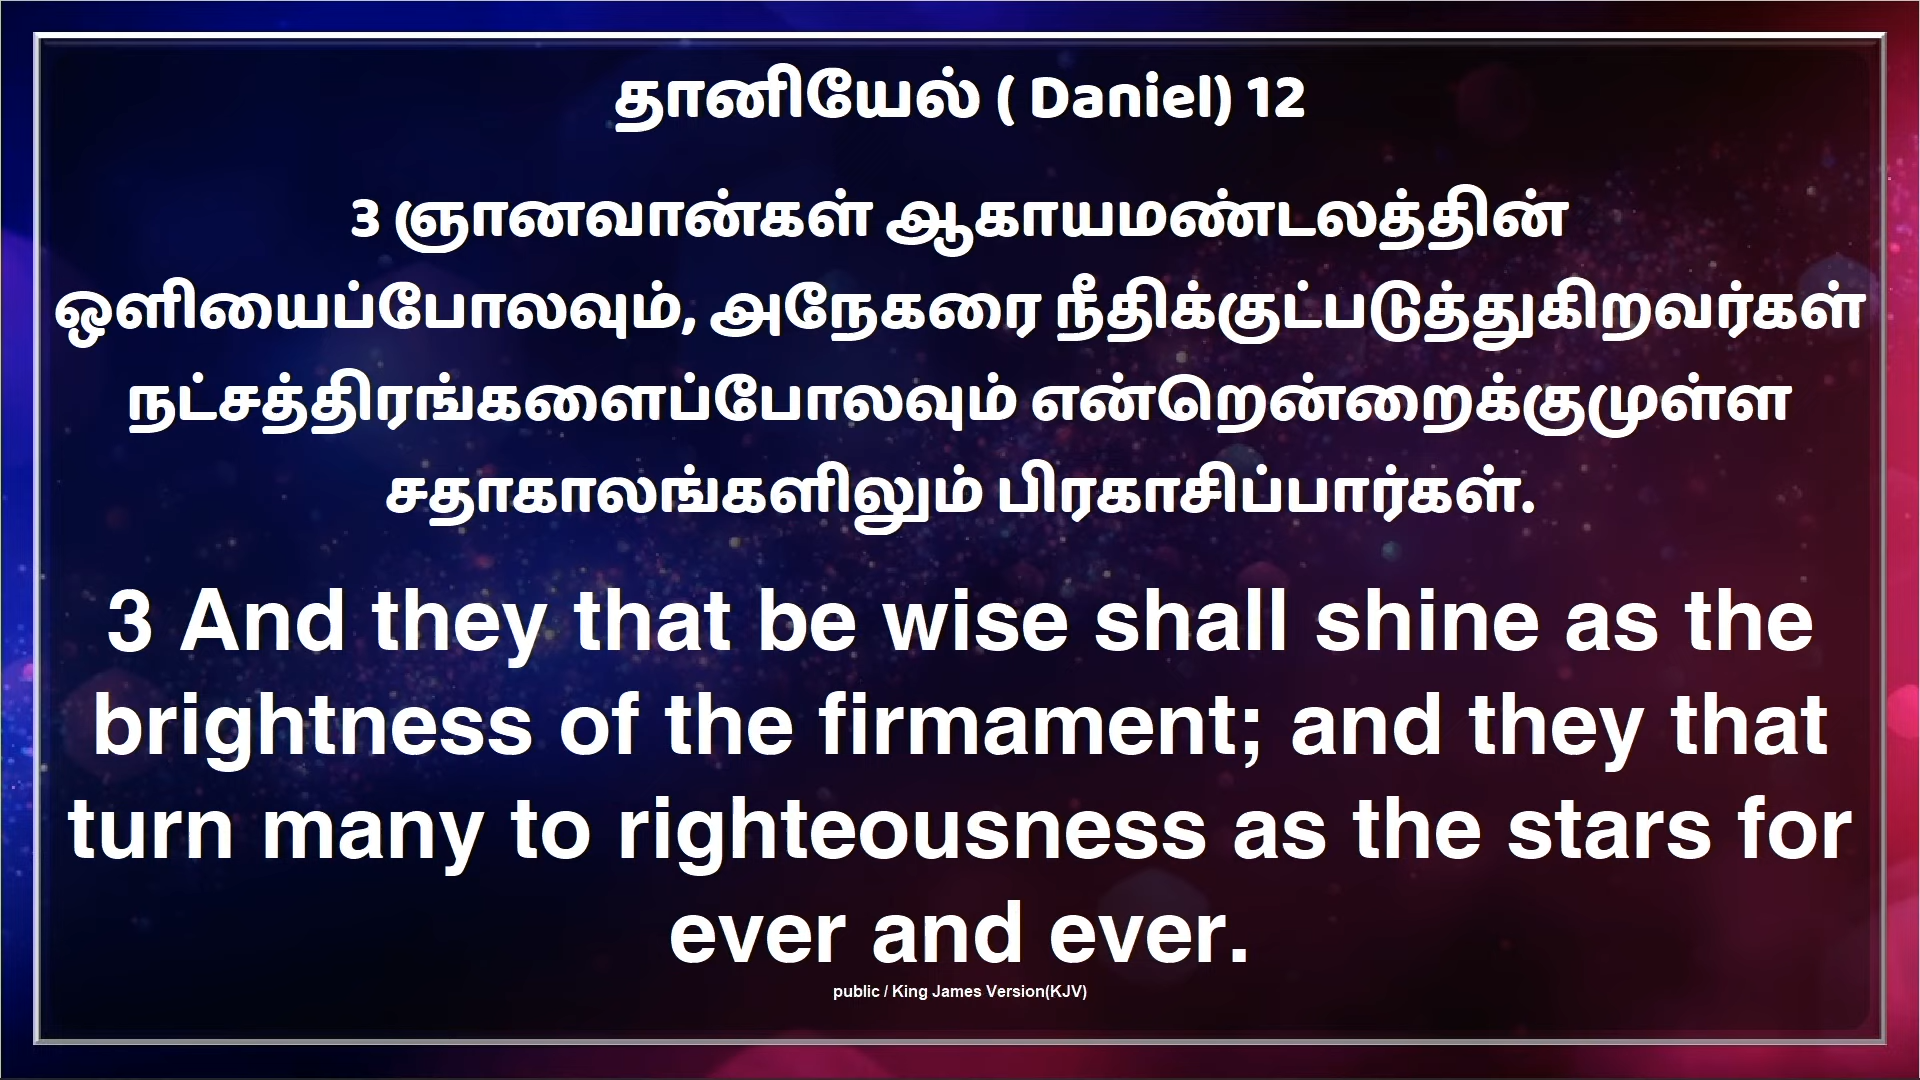 தானியேல் ( Daniel) 12
3 ஞானவான்கள் ஆகாயமண்டலத்தின்
ஒளியைப்போலவும், அநேகரை நீதிக்குட்படுத்துகிறவர்கள்
நட்சத்திரங்களைப்போலவும் என்றென்றைக்குமுள்ள
சதாகாலங்களிலும் பிரகாசிப்பார்கள்.
3 And they that be wise shall shine as the
brightness of the firmament; and they that
turn many to righteousness as the stars for
ever and ever.
public / King James Version(KJV)